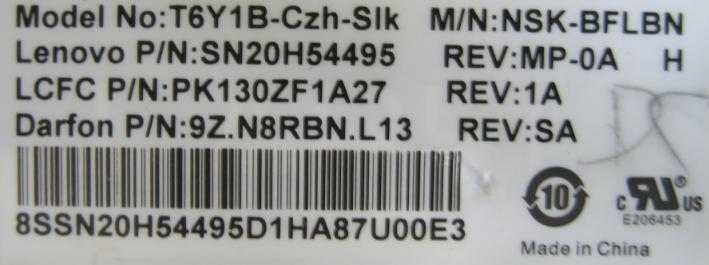 Model No:T6Y1B-Czh-Slk M/N:NSK-BFLBN
Lenovo P/N:SN20H54495 REV:MP-0A H
LCFC P/N:PK130ZF1A27 REV:1A
Darfon P/N:9Z.N8RBN.L13 REV:SA
8SSN20H54495D1HA87U00E3
10
c RU ® US
E206453
Made in China